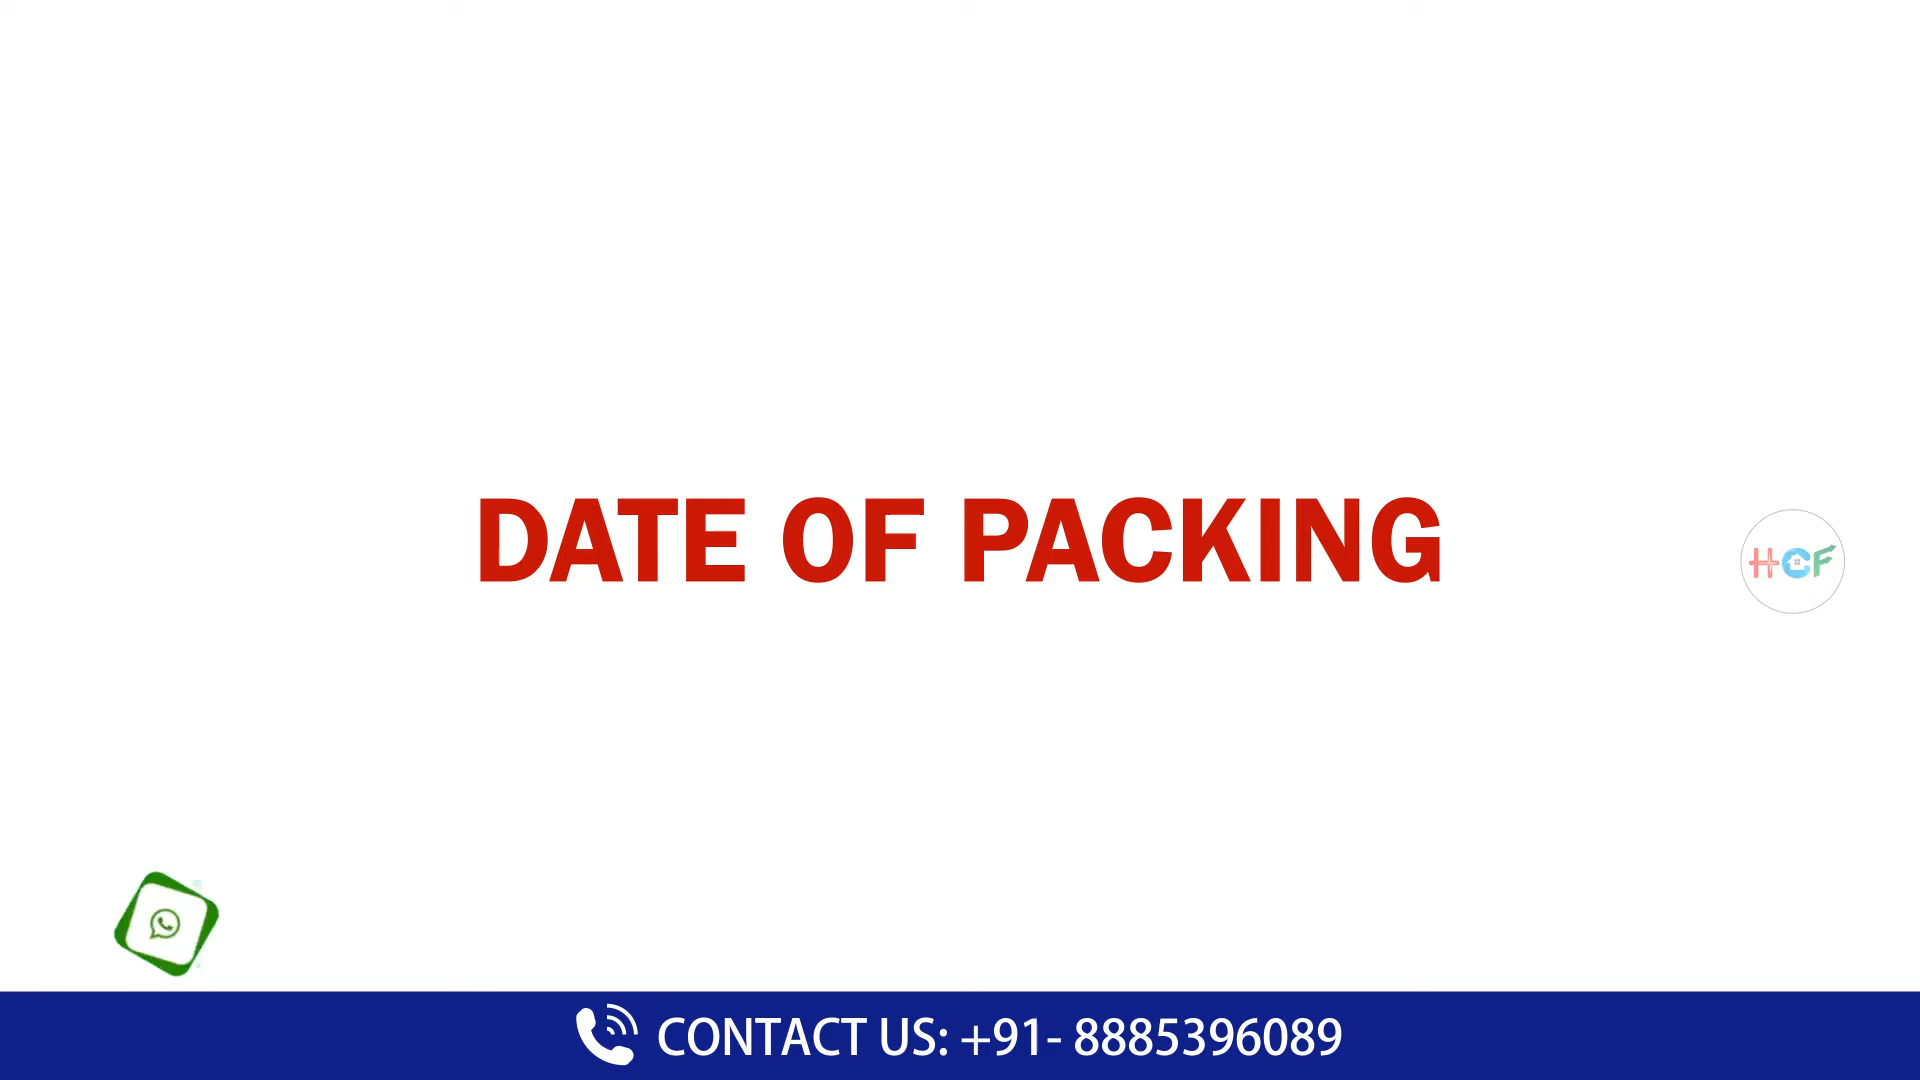 DATE OF PACKING
HCF
CONTACT US: +91- 8885396089